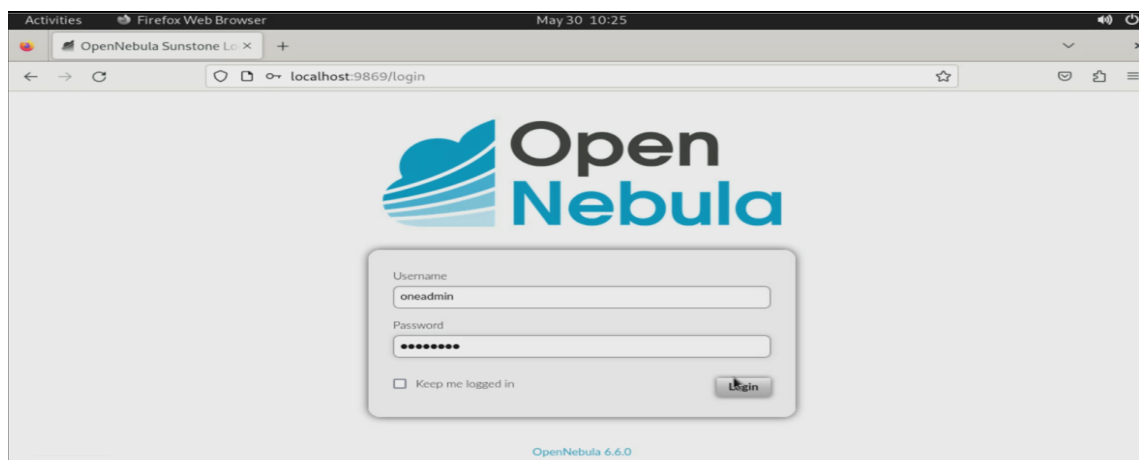 Activities Firefox Web Browser May 30 10:25
OpenNebula Sunstone Lo
localhost:9869/login
Open
Nebula
Username
oneadmin
Password
••••••••
Keep me logged in Login
OpenNebula 6.6.0